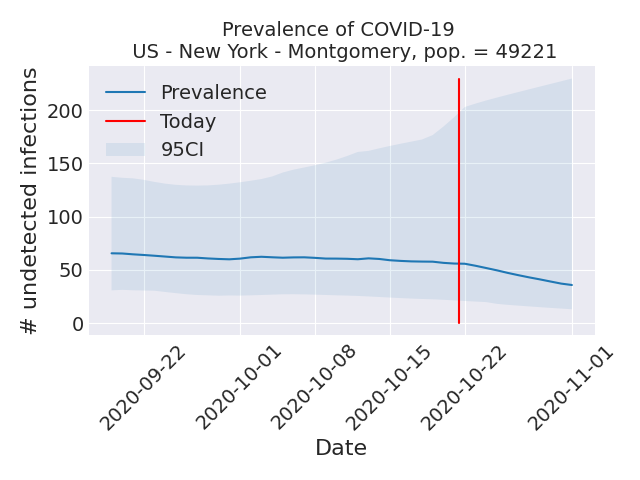 Prevalence of COVID-19
US - New York - Montgomery, pop. = 49221
# undetected infections
200
150
100
50
0
Prevalence
Today
95CI
2020-09-22
2020-10-01
2020-10-08
2020-10-15
2020-10-22
2020-11-01
Date